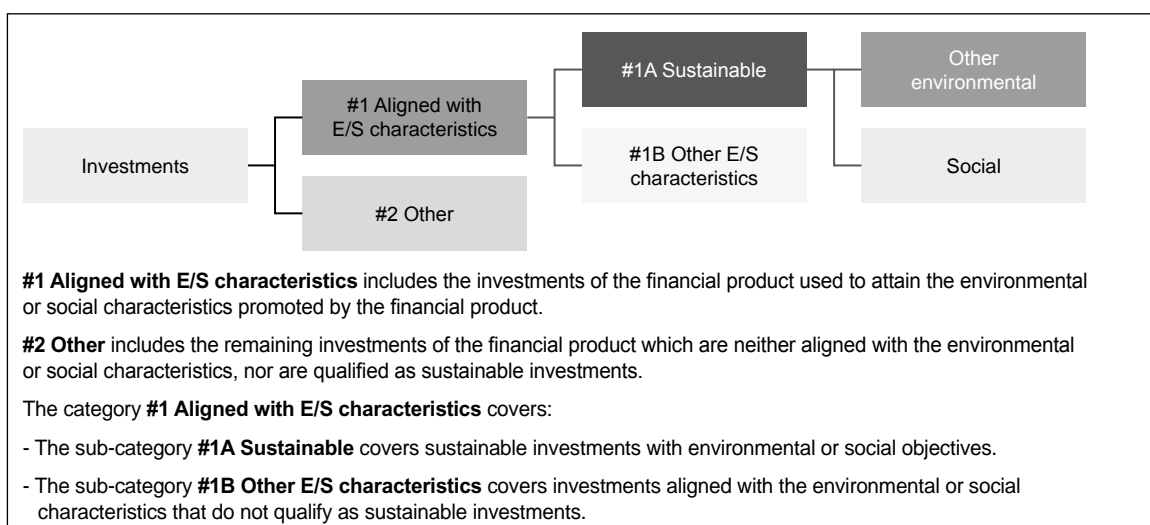 Investments
#1 Aligned with
E/S characteristics
#2 Other
#1A Sustainable
#1B Other E/S
characteristics
Other
environmental
Social
#1 Aligned with E/S characteristics includes the investments of the financial product used to attain the environmental
or social characteristics promoted by the financial product.
#2 Other includes the remaining investments of the financial product which are neither aligned with the environmental
or social characteristics, nor are qualified as sustainable investments.
The category #1 Aligned with E/S characteristics covers:
- The sub-category #1A Sustainable covers sustainable investments with environmental or social objectives.
- The sub-category #1B Other E/S characteristics covers investments aligned with the environmental or social
characteristics that do not qualify as sustainable investments.